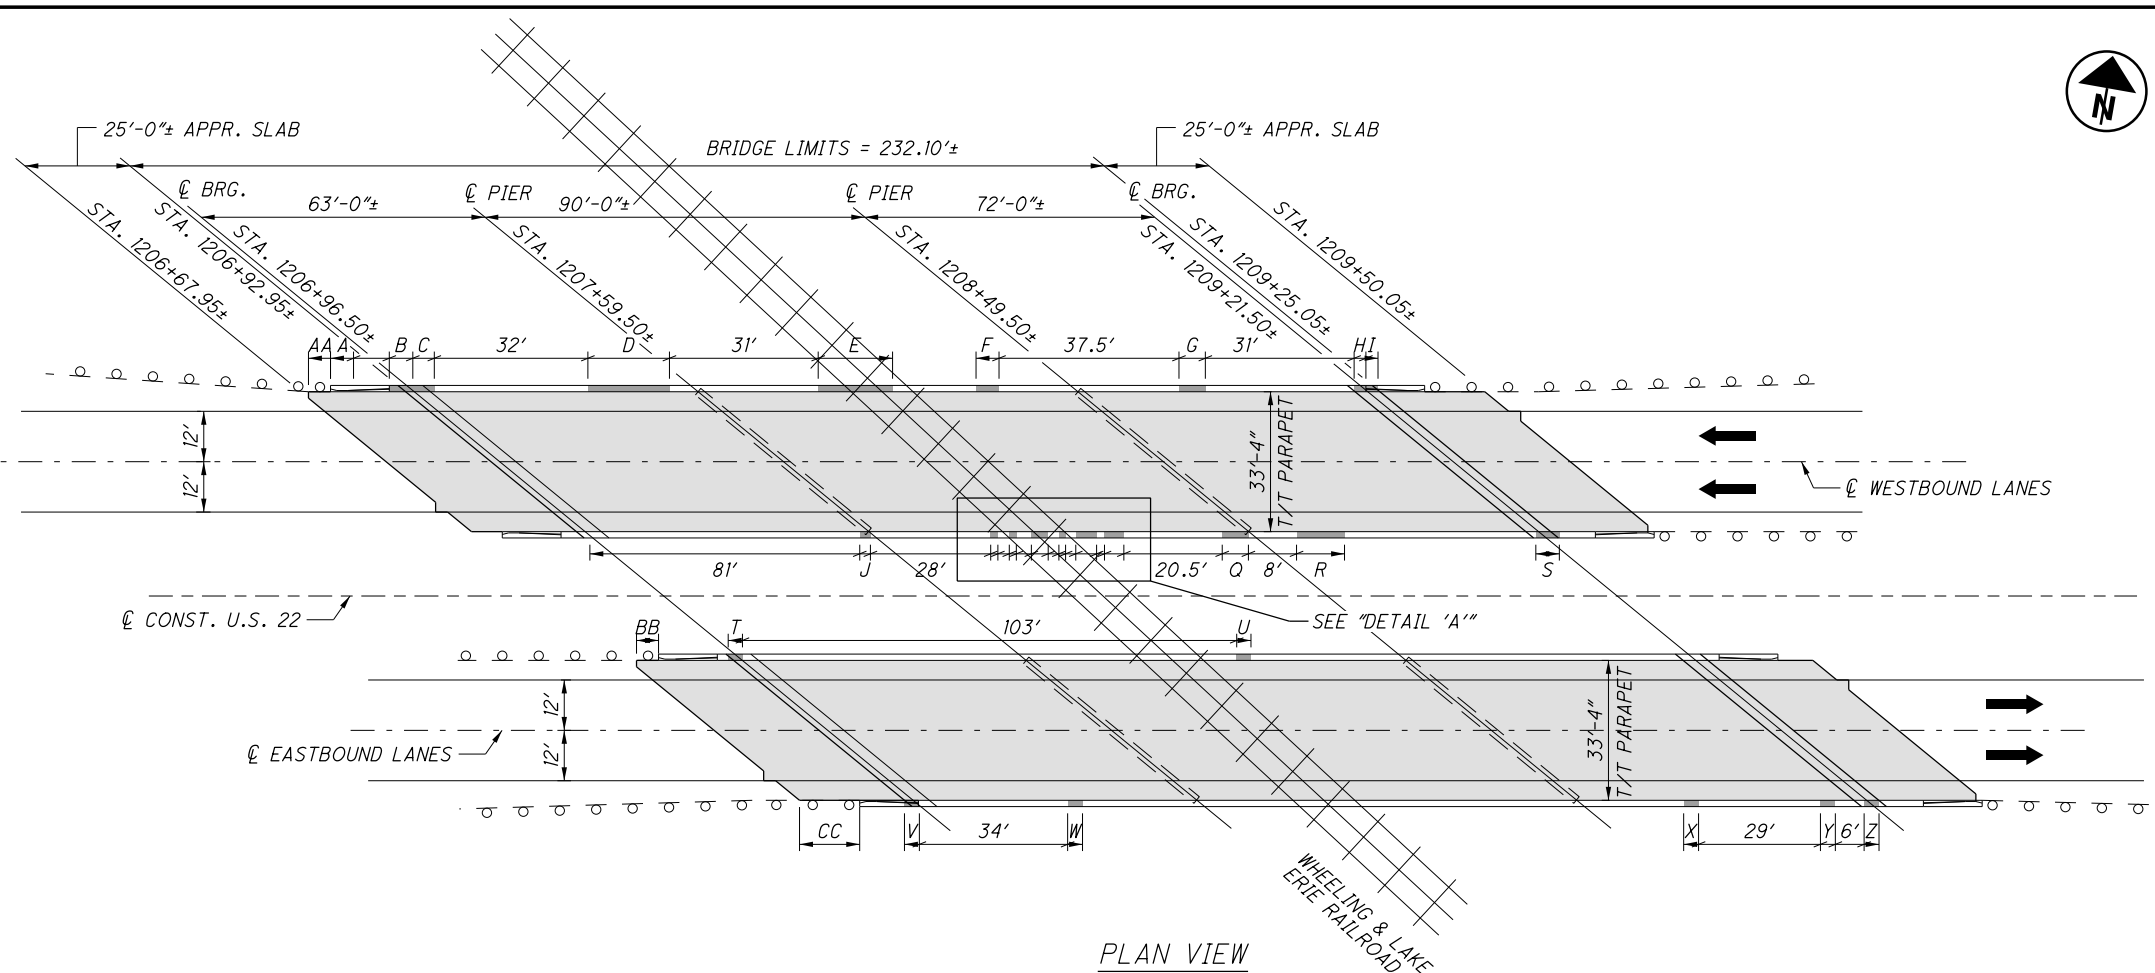 N
25'-0"± APPR. SLAB
BRIDGE LIMITS = 232.10'±
25'-0"± APPR. SLAB
℄ BRG.
63'-0"±
℄ PIER
90'-0"±
℄ PIER
72'-0"±
℄ BRG.
STA. 1206+67.95±
STA. 1206+92.95±
STA. 1206+96.50±
STA. 1207+59.50±
STA. 1208+49.50±
STA. 1209+21.50±
STA. 1209+25.05±
STA. 1209+50.05±
AA A B C 32' D 31' E F 37.5' G 31' H I
12'
12'
33'-4"
T/T PARAPET
℄ WESTBOUND LANES
81' J 28' 20.5' Q 8' R S
℄ CONST. U.S. 22
SEE "DETAIL 'A'"
BB T 103' U
12'
12'
℄ EASTBOUND LANES
33'-4"
T/T PARAPET
CC V 34' W X 29' Y 6' Z
WHEELING & LAKE
ERIE RAILROAD
PLAN VIEW